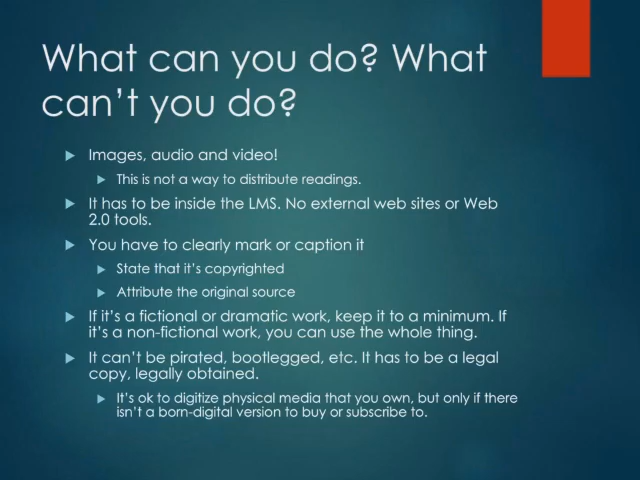 What can you do? What
can't you do?
Images, audio and video!
This is not a way to distribute readings.
It has to be inside the LMS. No external web sites or Web
2.0 tools.
You have to clearly mark or caption it
State that it's copyrighted
Attribute the original source
If it's a fictional or dramatic work, keep it to a minimum. If
it's a non-fictional work, you can use the whole thing.
It can't be pirated, bootlegged, etc. It has to be a legal
copy, legally obtained.
It's ok to digitize physical media that you own, but only if there
isn't a born-digital version to buy or subscribe to.